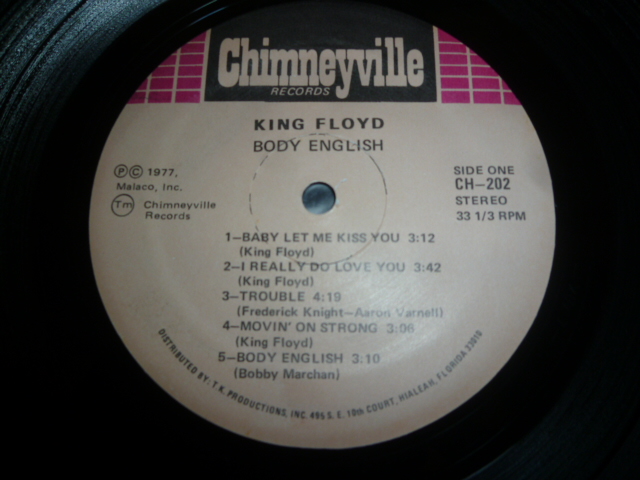 Chimneyville
RECORDS
KING FLOYD
BODY ENGLISH
Ⓟ© 1977,
Malaco, Inc.
Tm Chimneyville
Records
SIDE ONE
CH-202
STEREO
33 1/3 RPM
1-BABY LET ME KISS YOU 3:12
(King Floyd)
2-I REALLY DO LOVE YOU 3:42
(King Floyd)
3-TROUBLE 4:19
(Frederick Knight-Aaron Varnell)
4-MOVIN' ON STRONG 3:06
(King Floyd)
5-BODY ENGLISH 3:10
(Bobby Marchan)
DISTRIBUTED BY: T.K. PRODUCTIONS, INC. 495 S.E. 10th COURT, HIALEAH, FLORIDA 33010